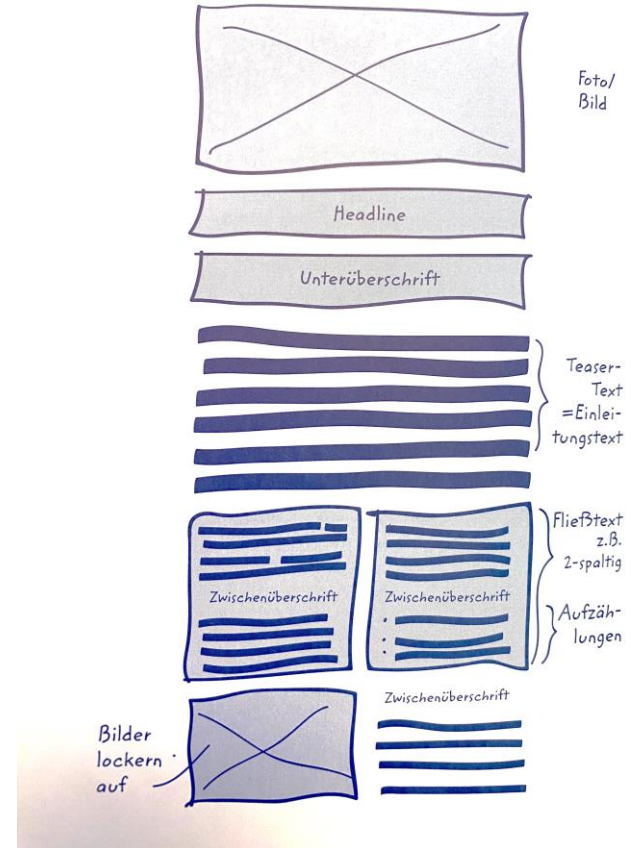 Foto/
Bild
Headline
Unterüberschrift
Teaser-
Text
=Einlei-
tungstext
Fließtext
z.B.
2-spaltig
Zwischenüberschrift
Zwischenüberschrift
Aufzäh-
lungen
Zwischenüberschrift
Bilder
lockern
auf